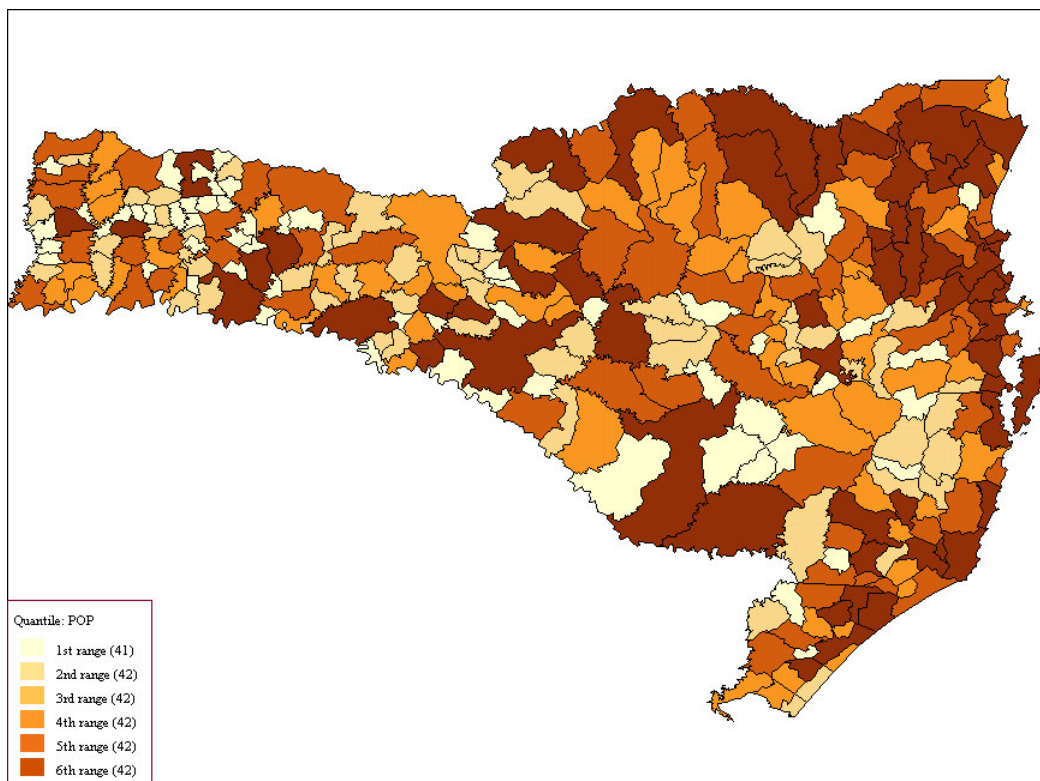 Quantile: POP
1st range (41)
2nd range (42)
3rd range (42)
4th range (42)
5th range (42)
6th range (42)